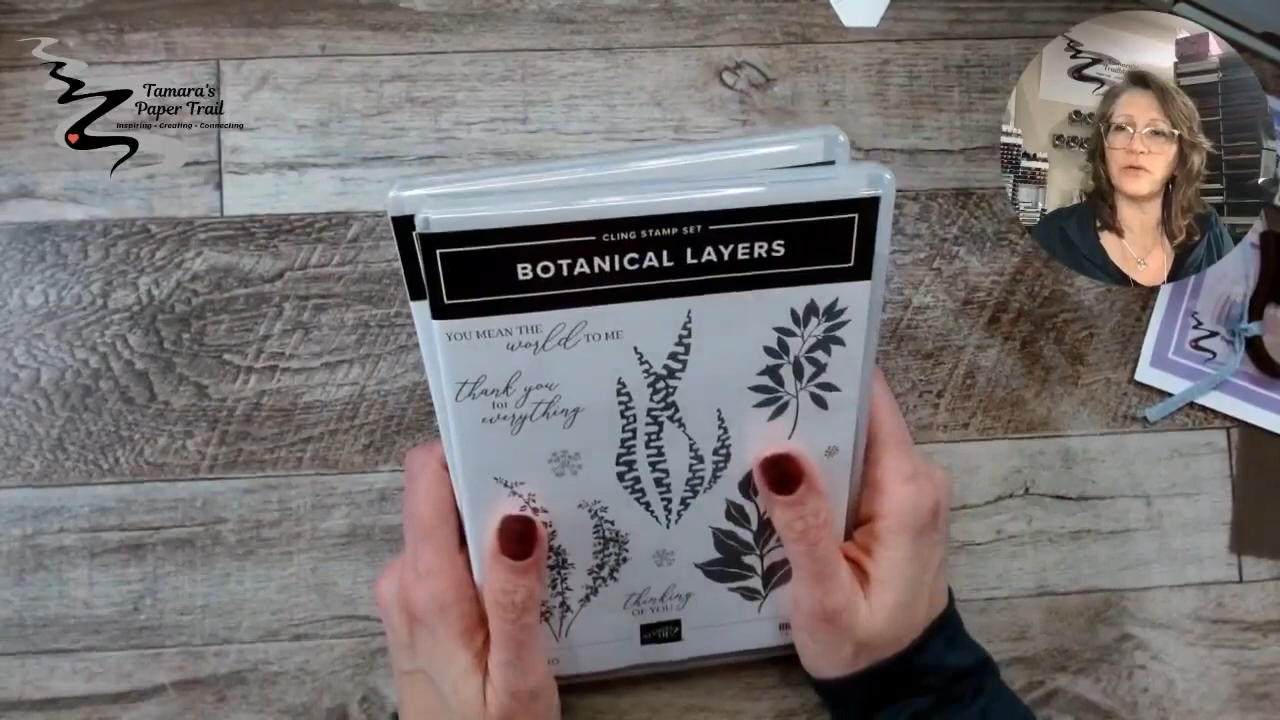 Tamara's
Paper Trail
Inspiring - Creating - Connecting
CLING STAMP SET
BOTANICAL LAYERS
YOU MEAN THE
world TO ME
thank you
for
everything
thinking
OF YOU